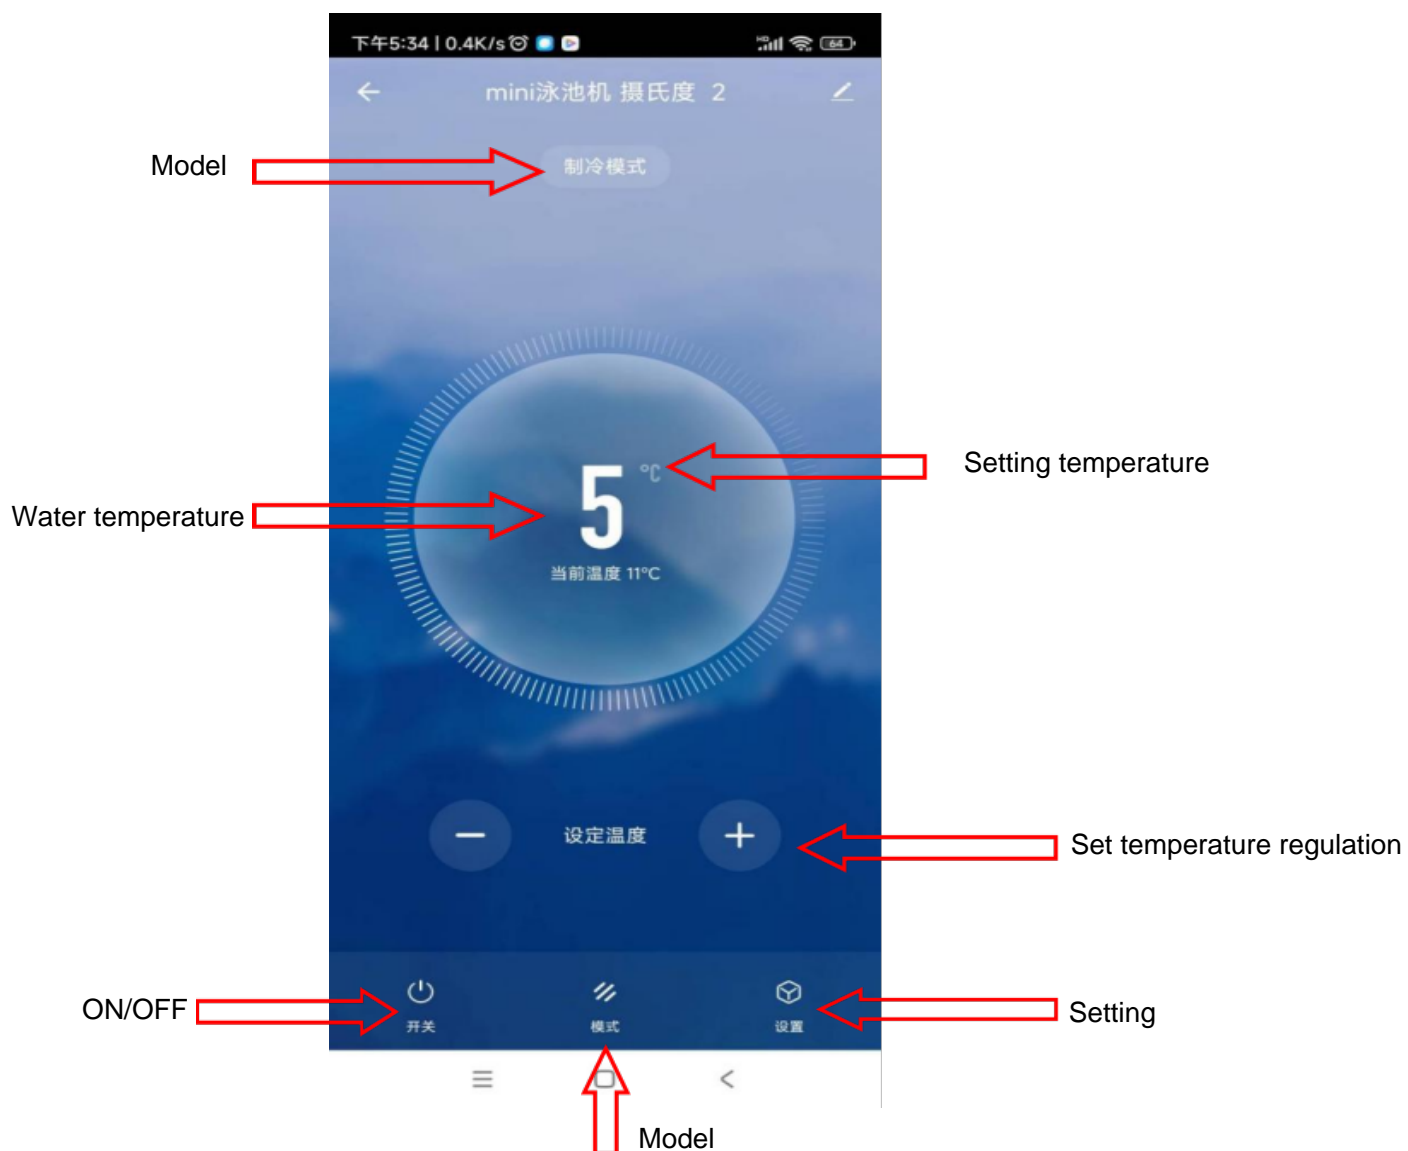 下午5:34 | 0.4K/s
HD
64
mini泳池机 摄氏度 2
Model
制冷模式
°C
Setting temperature
Water temperature
5
当前温度 11°C
设定温度
Set temperature regulation
ON/OFF
开关
模式
设置
Setting
Model